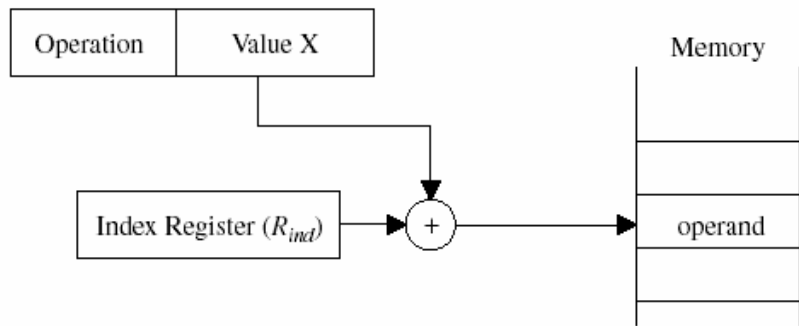 Operation
Value X
Memory
Index Register (R_ind)
+
operand